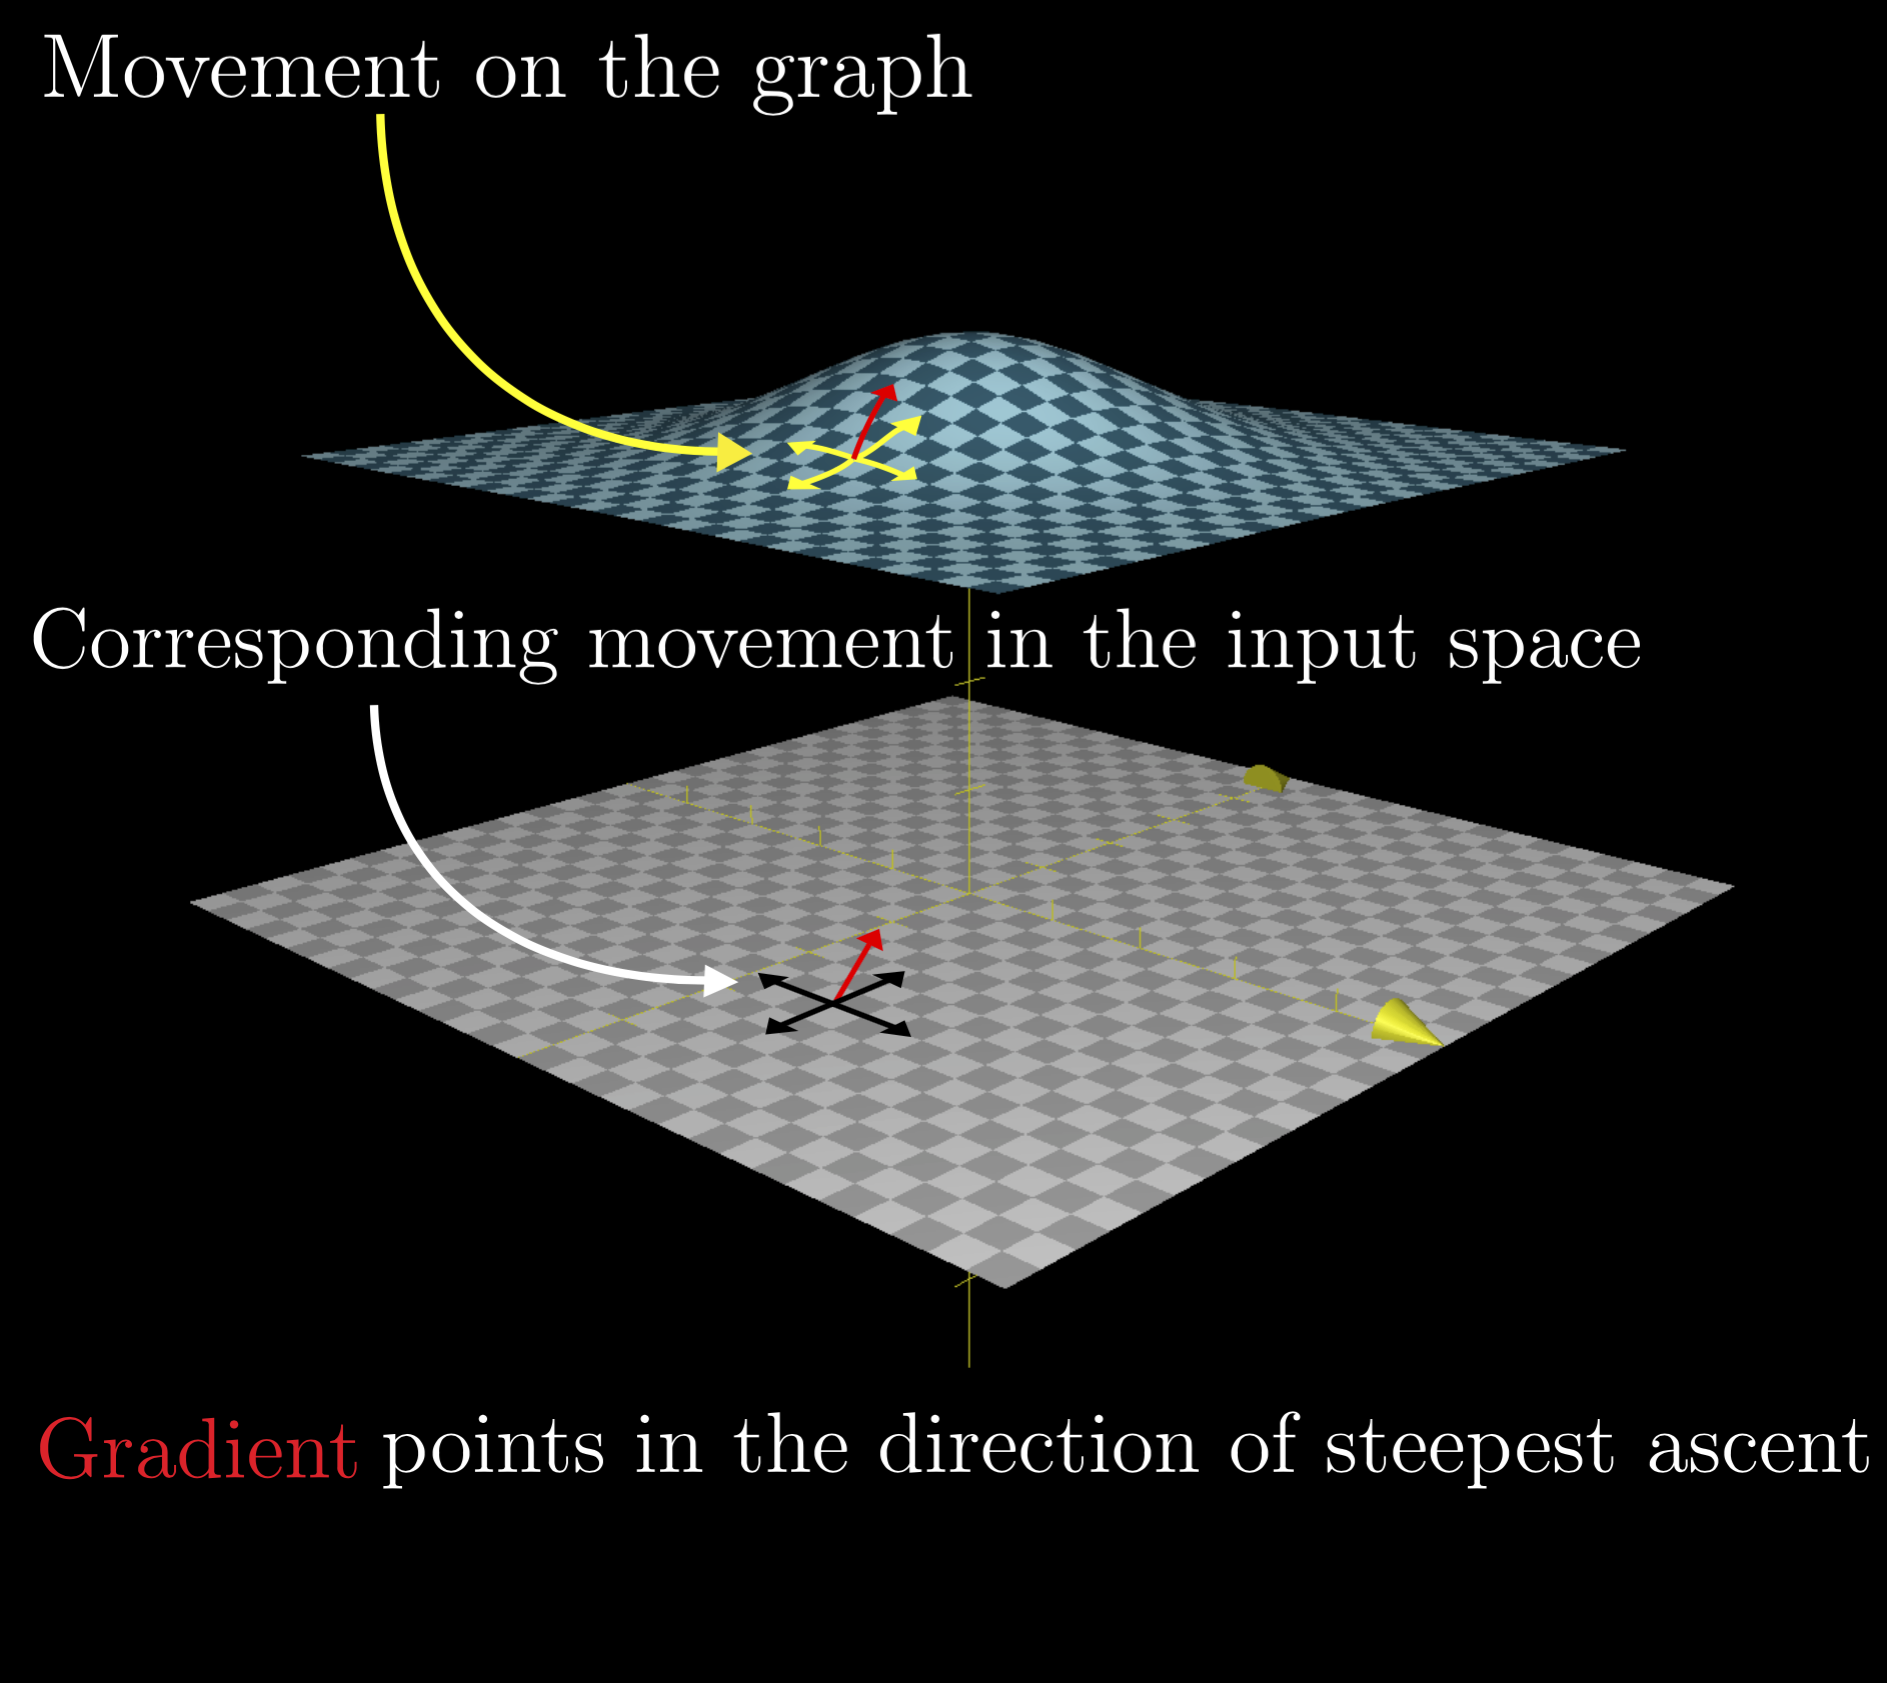 Movement on the graph
Corresponding movement in the input space
Gradient points in the direction of steepest ascent